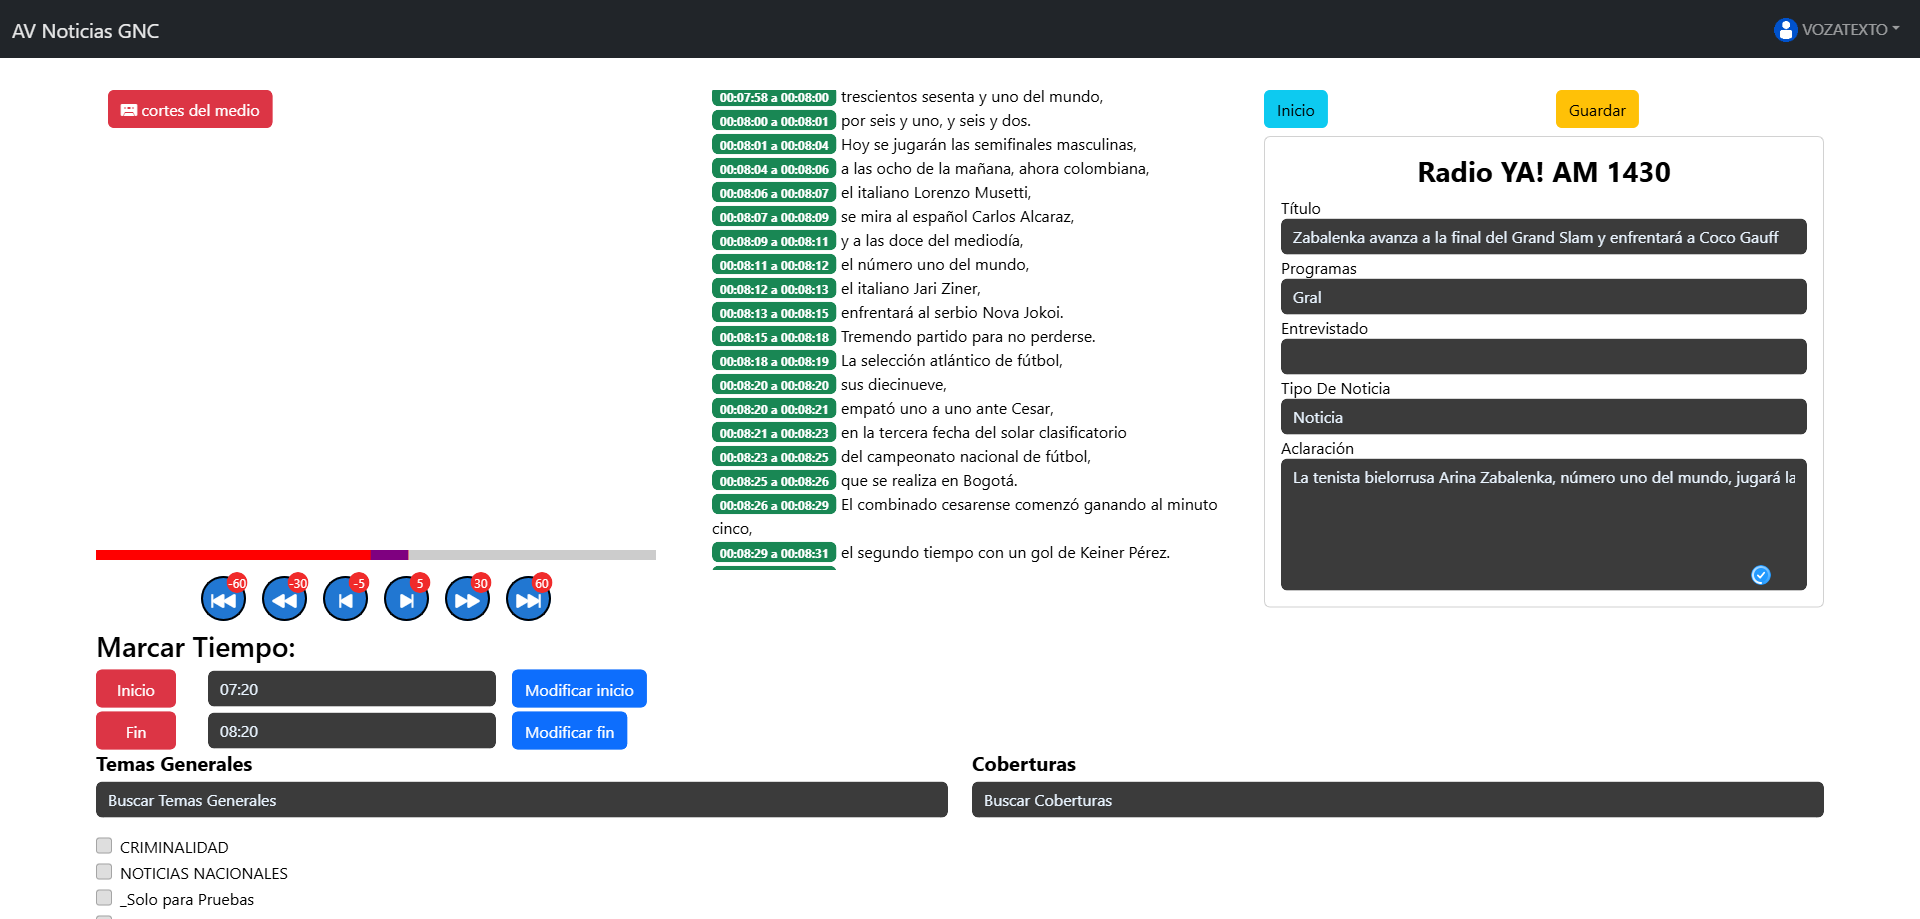 AV Noticias GNC
VOZATEXTO
cortes del medio
-60
-30
-5
5
30
60
Marcar Tiempo:
Inicio
07:20
Modificar inicio
Fin
08:20
Modificar fin
00:07:58 a 00:08:00 trescientos sesenta y uno del mundo,
00:08:00 a 00:08:01 por seis y uno, y seis y dos.
00:08:01 a 00:08:04 Hoy se jugarán las semifinales masculinas,
00:08:04 a 00:08:06 a las ocho de la mañana, ahora colombiana,
00:08:06 a 00:08:07 el italiano Lorenzo Musetti,
00:08:07 a 00:08:09 se mira al español Carlos Alcaraz,
00:08:09 a 00:08:11 y a las doce del mediodía,
00:08:11 a 00:08:12 el número uno del mundo,
00:08:12 a 00:08:13 el italiano Jari Ziner,
00:08:13 a 00:08:15 enfrentará al serbio Nova Jokoi.
00:08:15 a 00:08:18 Tremendo partido para no perderse.
00:08:18 a 00:08:19 La selección atlántico de fútbol,
00:08:20 a 00:08:20 sus diecinueve,
00:08:20 a 00:08:21 empató uno a uno ante Cesar,
00:08:21 a 00:08:23 en la tercera fecha del solar clasificatorio
00:08:23 a 00:08:25 del campeonato nacional de fútbol,
00:08:25 a 00:08:26 que se realiza en Bogotá.
00:08:26 a 00:08:29 El combinado cesarense comenzó ganando al minuto
cinco,
00:08:29 a 00:08:31 el segundo tiempo con un gol de Keiner Pérez.
Inicio
Guardar
Radio YA! AM 1430
Título
Zabalenka avanza a la final del Grand Slam y enfrentará a Coco Gauff
Programas
Gral
Entrevistado
Tipo De Noticia
Noticia
Aclaración
La tenista bielorrusa Arina Zabalenka, número uno del mundo, jugará la
Temas Generales
Buscar Temas Generales
CRIMINALIDAD
NOTICIAS NACIONALES
_Solo para Pruebas
Coberturas
Buscar Coberturas